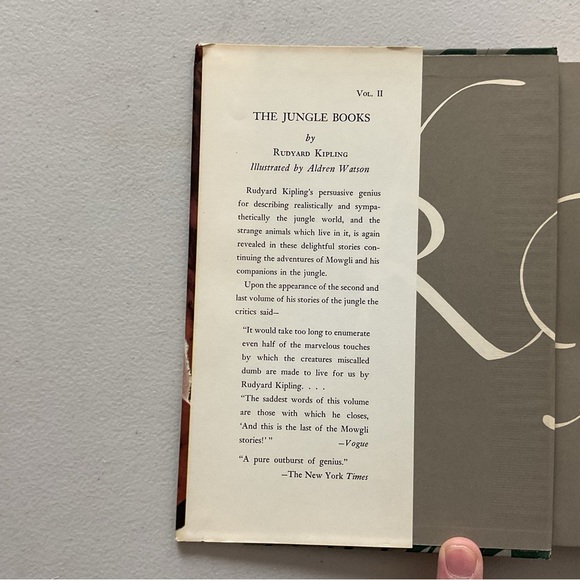 Vol. II
THE JUNGLE BOOKS
by
Rudyard Kipling
Illustrated by Aldren Watson
Rudyard Kipling's persuasive genius
for describing realistically and sympa-
thetically the jungle world, and the
strange animals which live in it, is again
revealed in these delightful stories con-
tinuing the adventures of Mowgli and his
companions in the jungle.
Upon the appearance of the second and
last volume of his stories of the jungle the
critics said—
"It would take too long to enumerate
even half of the marvelous touches
by which the creatures miscalled
dumb are made to live for us by
Rudyard Kipling. . . .
"The saddest words of this volume
are those with which he closes,
'And this is the last of the Mowgli
stories!' " —Vogue
"A pure outburst of genius."
—The New York Times